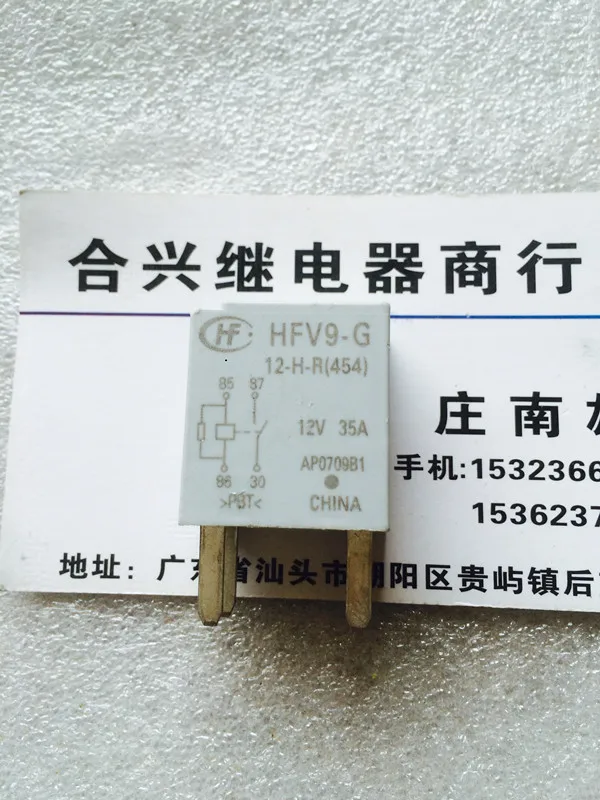 合兴继电器商行
HF HFV9-G
12-H-R(454)
85 87
12V 35A
86 30
AP0709B1
>PBT<
CHINA
庄南
手机:1532366
1536237
地址: 广东省汕头市潮阳区贵屿镇后